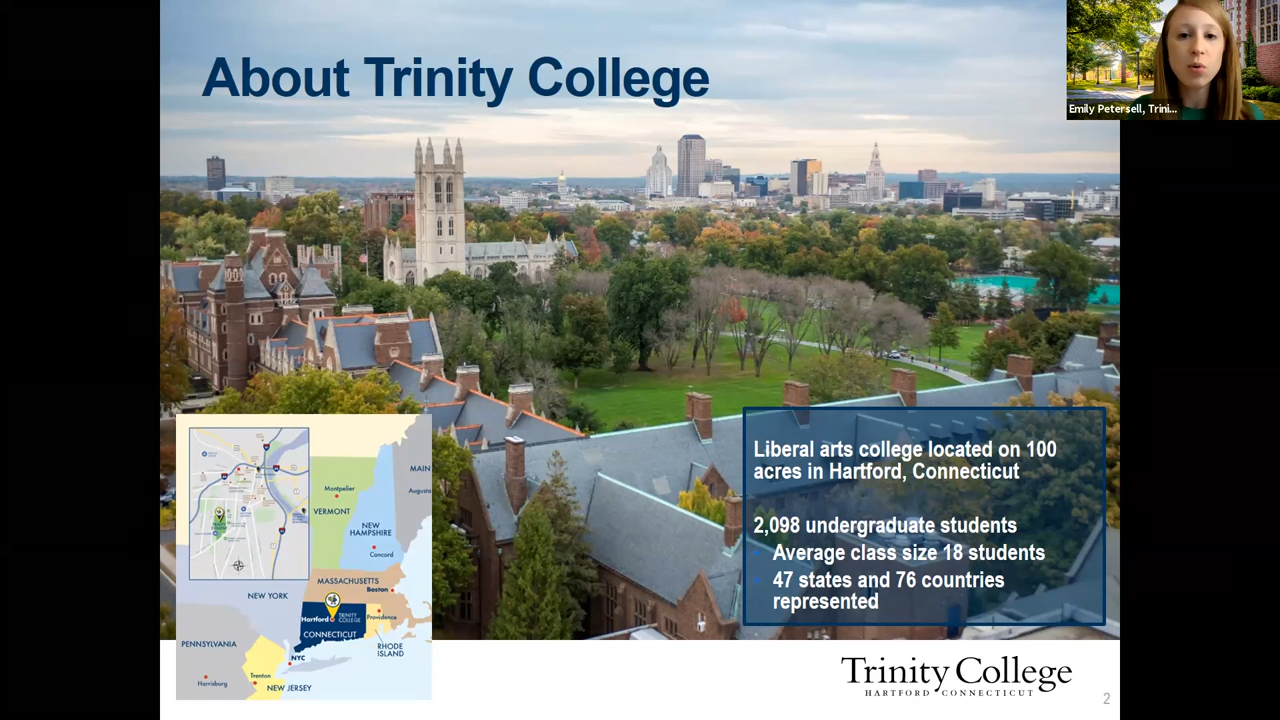 About Trinity College
Emily Petersell, Trini...
Liberal arts college located on 100
acres in Hartford, Connecticut
2,098 undergraduate students
Average class size 18 students
47 states and 76 countries
represented
MAIN
Augusta
Montpelier
VERMONT
NEW
HAMPSHIRE
Concord
MASSACHUSETTS
Boston
NEW YORK
Hartford
TRINITY
COLLEGE
Providence
CONNECTICUT
RHODE
ISLAND
PENNSYLVANIA
NYC
Trenton
Harrisburg
NEW JERSEY
Trinity College
HARTFORD CONNECTICUT
2